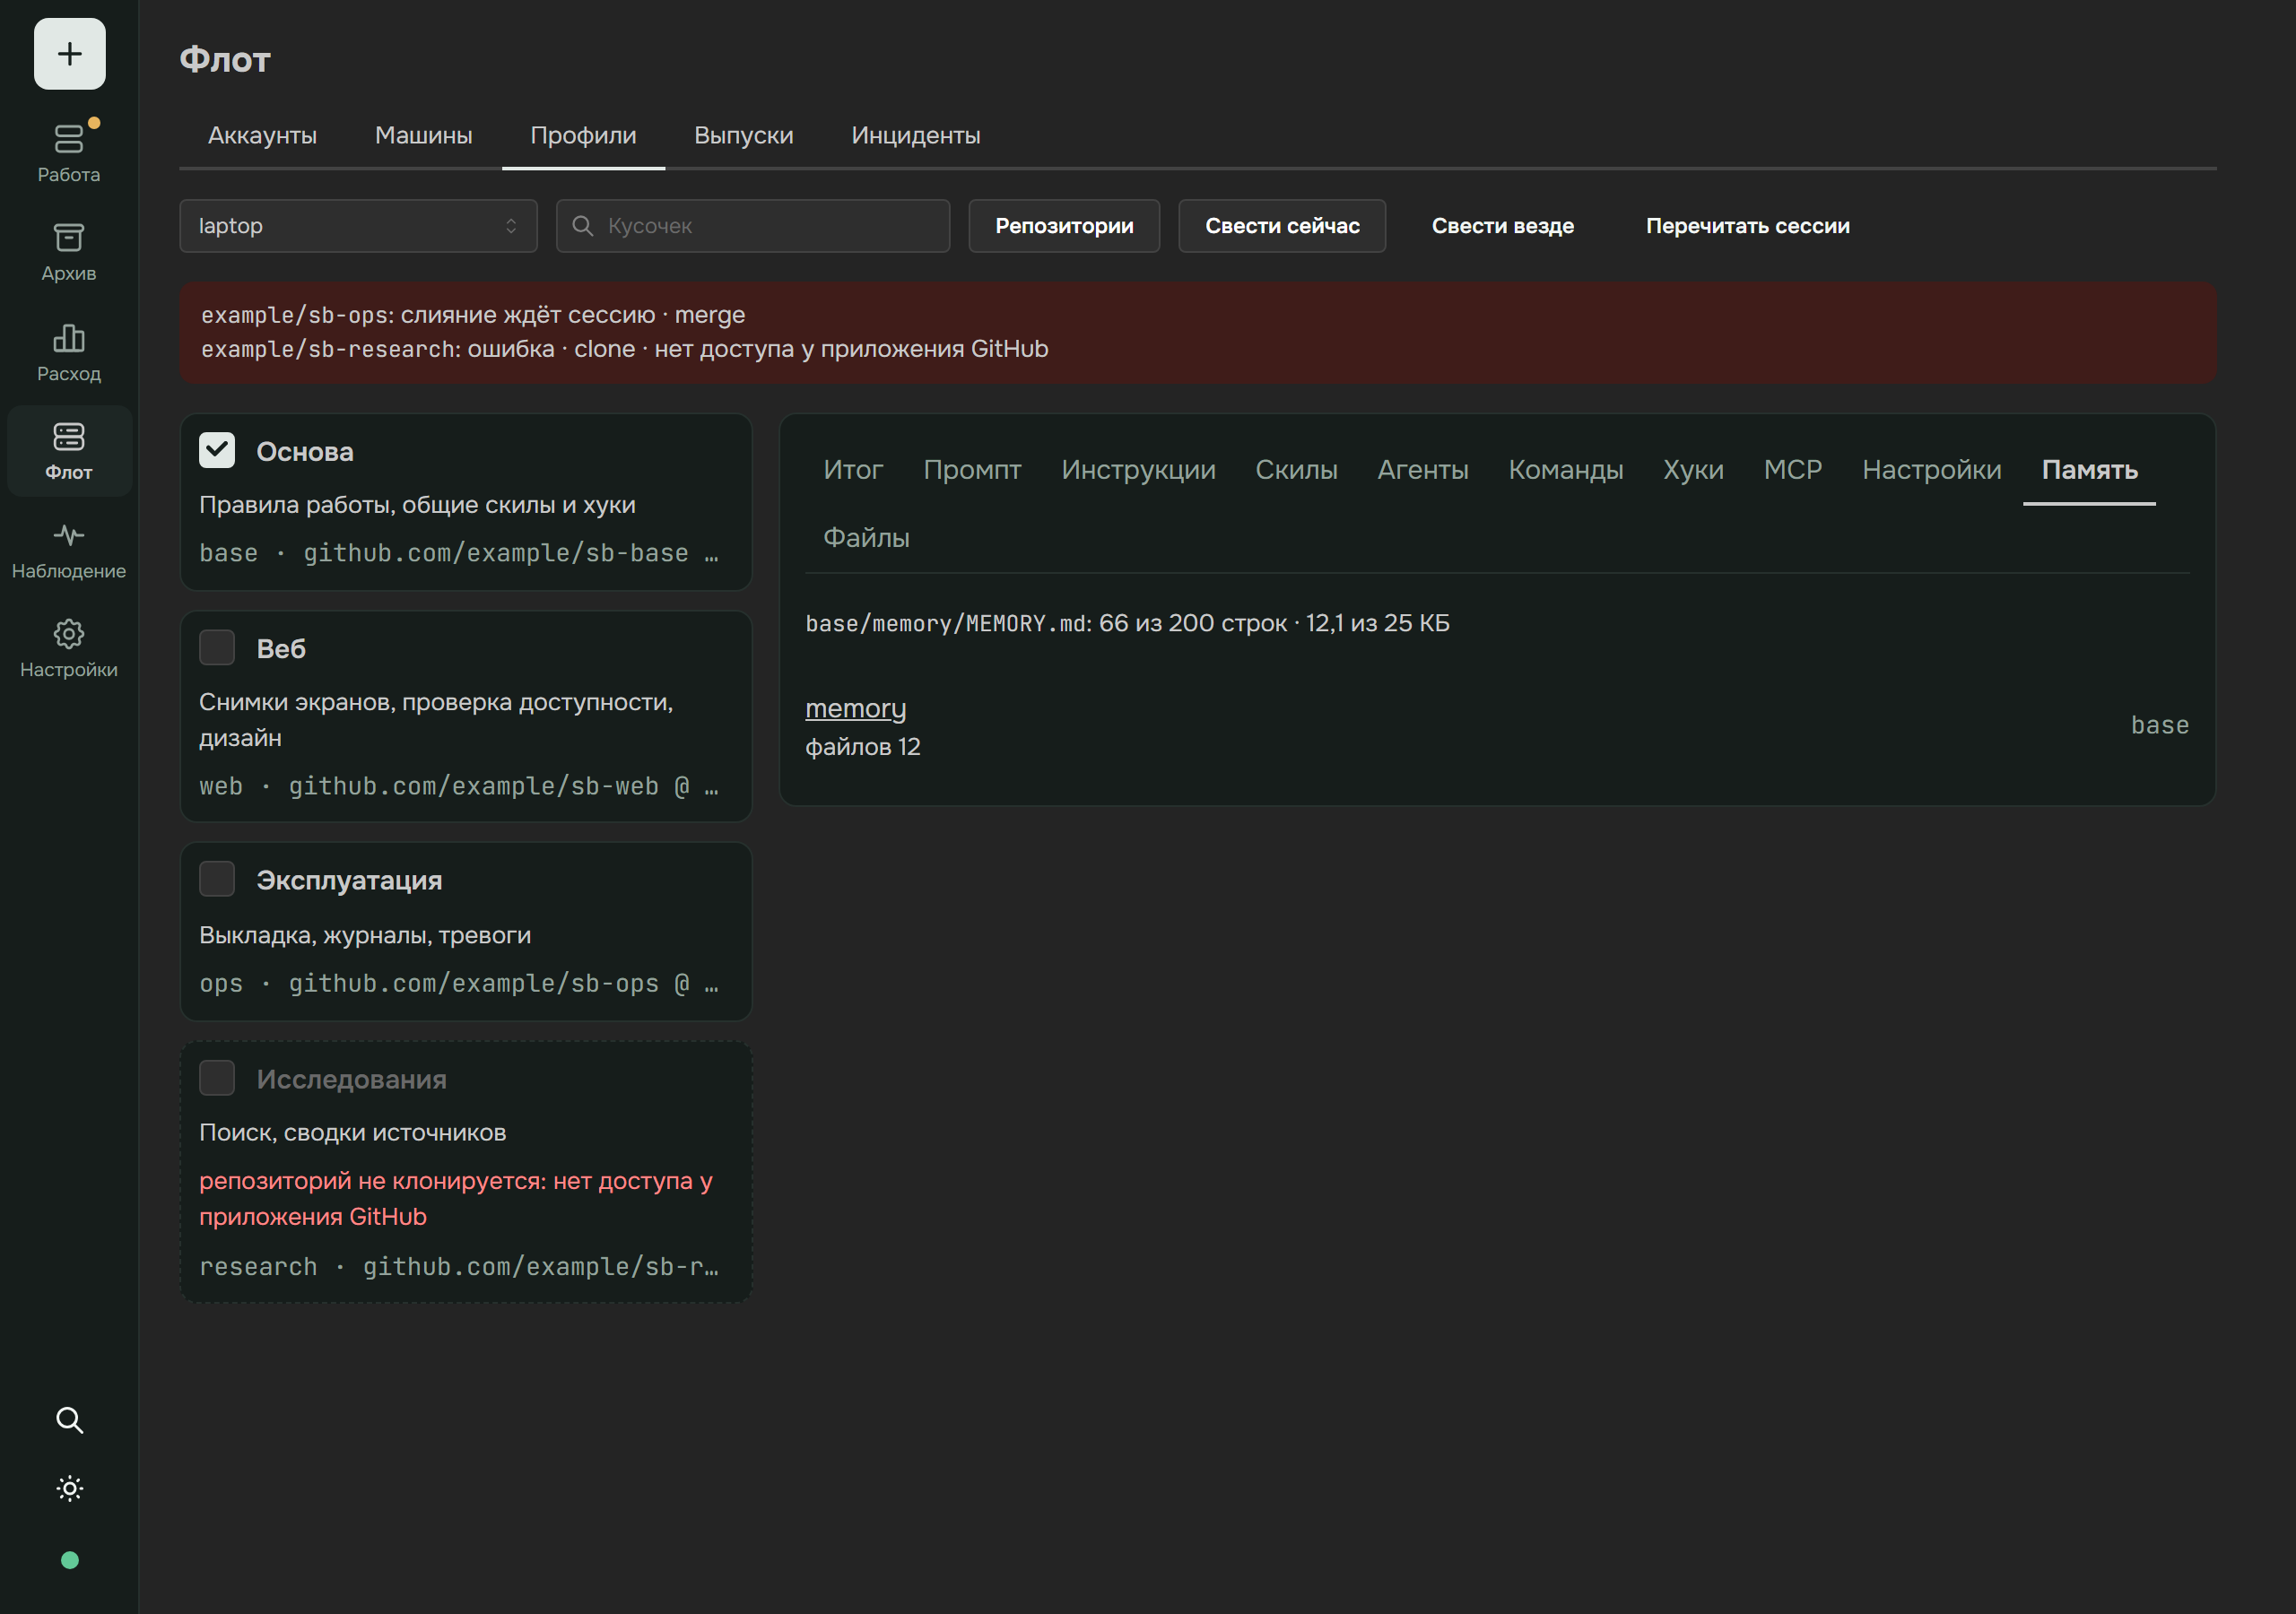 Флот
Аккаунты Машины Профили Выпуски Инциденты
laptop Кусочек Репозитории Свести сейчас Свести везде Перечитать сессии
example/sb-ops: слияние ждёт сессию · merge
example/sb-research: ошибка · clone · нет доступа у приложения GitHub
Работа
Архив
Расход
Флот
Наблюдение
Настройки
Основа
Правила работы, общие скилы и хуки
base · github.com/example/sb-base …
Веб
Снимки экранов, проверка доступности,
дизайн
web · github.com/example/sb-web @ …
Эксплуатация
Выкладка, журналы, тревоги
ops · github.com/example/sb-ops @ …
Исследования
Поиск, сводки источников
репозиторий не клонируется: нет доступа у
приложения GitHub
research · github.com/example/sb-r…
Итог Промпт Инструкции Скилы Агенты Команды Хуки MCP Настройки Память
Файлы
base/memory/MEMORY.md: 66 из 200 строк · 12,1 из 25 КБ
memory
файлов 12
base